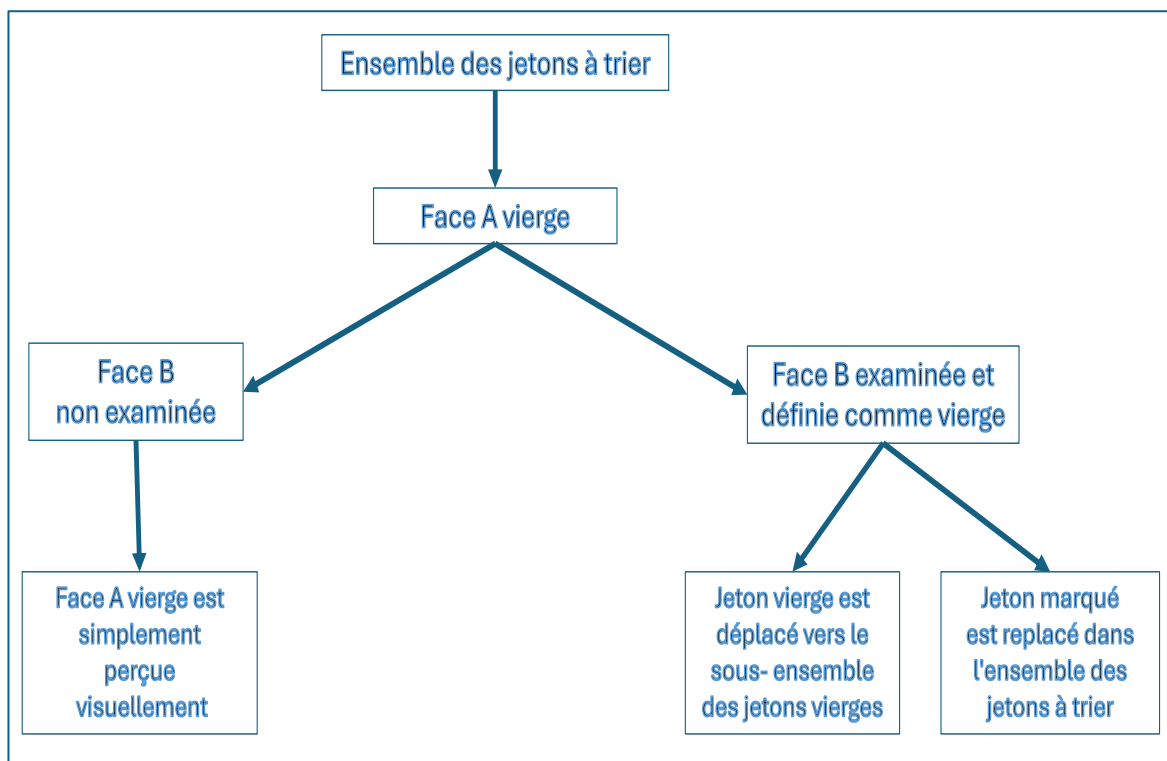 Ensemble des jetons à trier
Face A vierge
Face B
non examinée
Face B examinée et
définie comme vierge
Face A vierge est
simplement
perçue
visuellement
Jeton vierge est
déplacé vers le
sous- ensemble
des jetons vierges
Jeton marqué
est replacé dans
l'ensemble des
jetons à trier